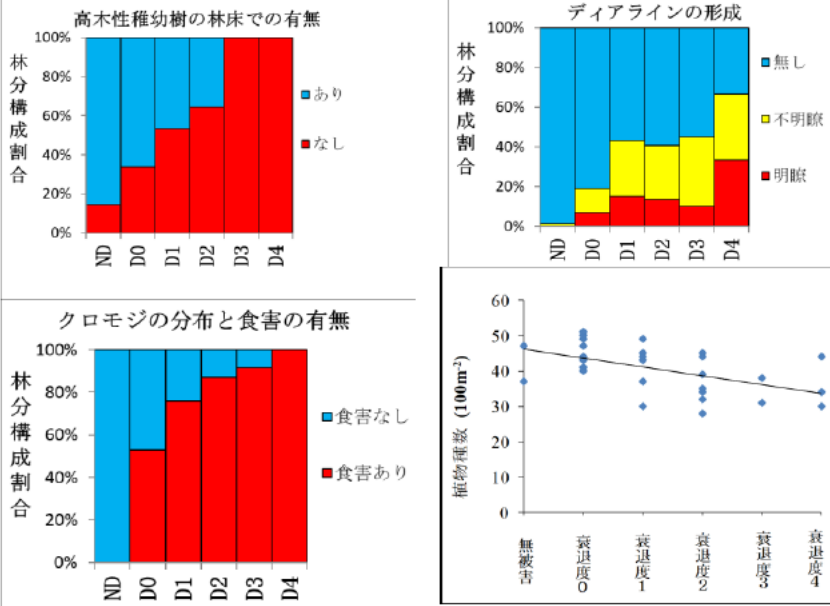 高木性稚幼樹の林床での有無
林分構成割合
100%
80%
60%
40%
20%
0%
ND
D0
D1
D2
D3
D4
あり
なし
ディアラインの形成
林分構成割合
100%
80%
60%
40%
20%
0%
ND
D0
D1
D2
D3
D4
無し
不明瞭
明瞭
クロモジの分布と食害の有無
林分構成割合
100%
80%
60%
40%
20%
0%
ND
D0
D1
D2
D3
D4
食害なし
食害あり
植物種数 (100m⁻²)
60
50
40
30
20
10
0
無被害
衰退度0
衰退度1
衰退度2
衰退度3
衰退度4